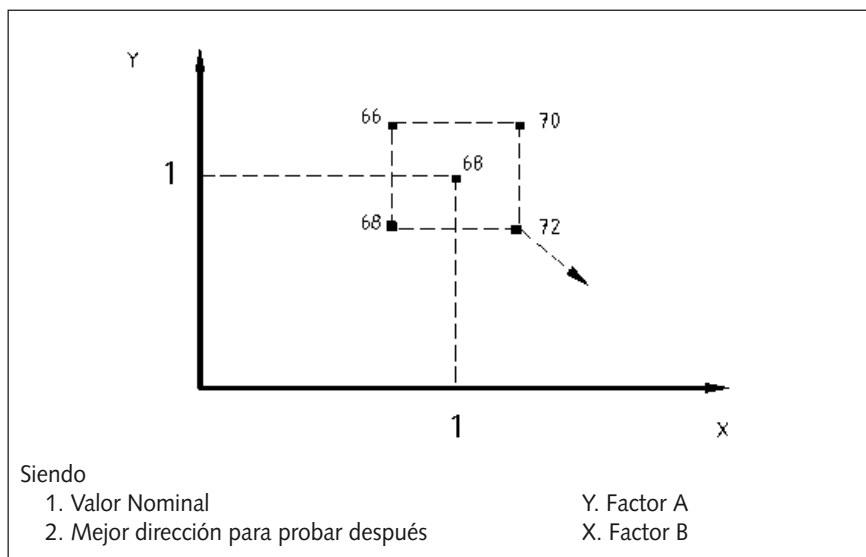 Y
66
70
68
1
68
72
1
X
Siendo
1. Valor Nominal
Y. Factor A
2. Mejor dirección para probar después
X. Factor B